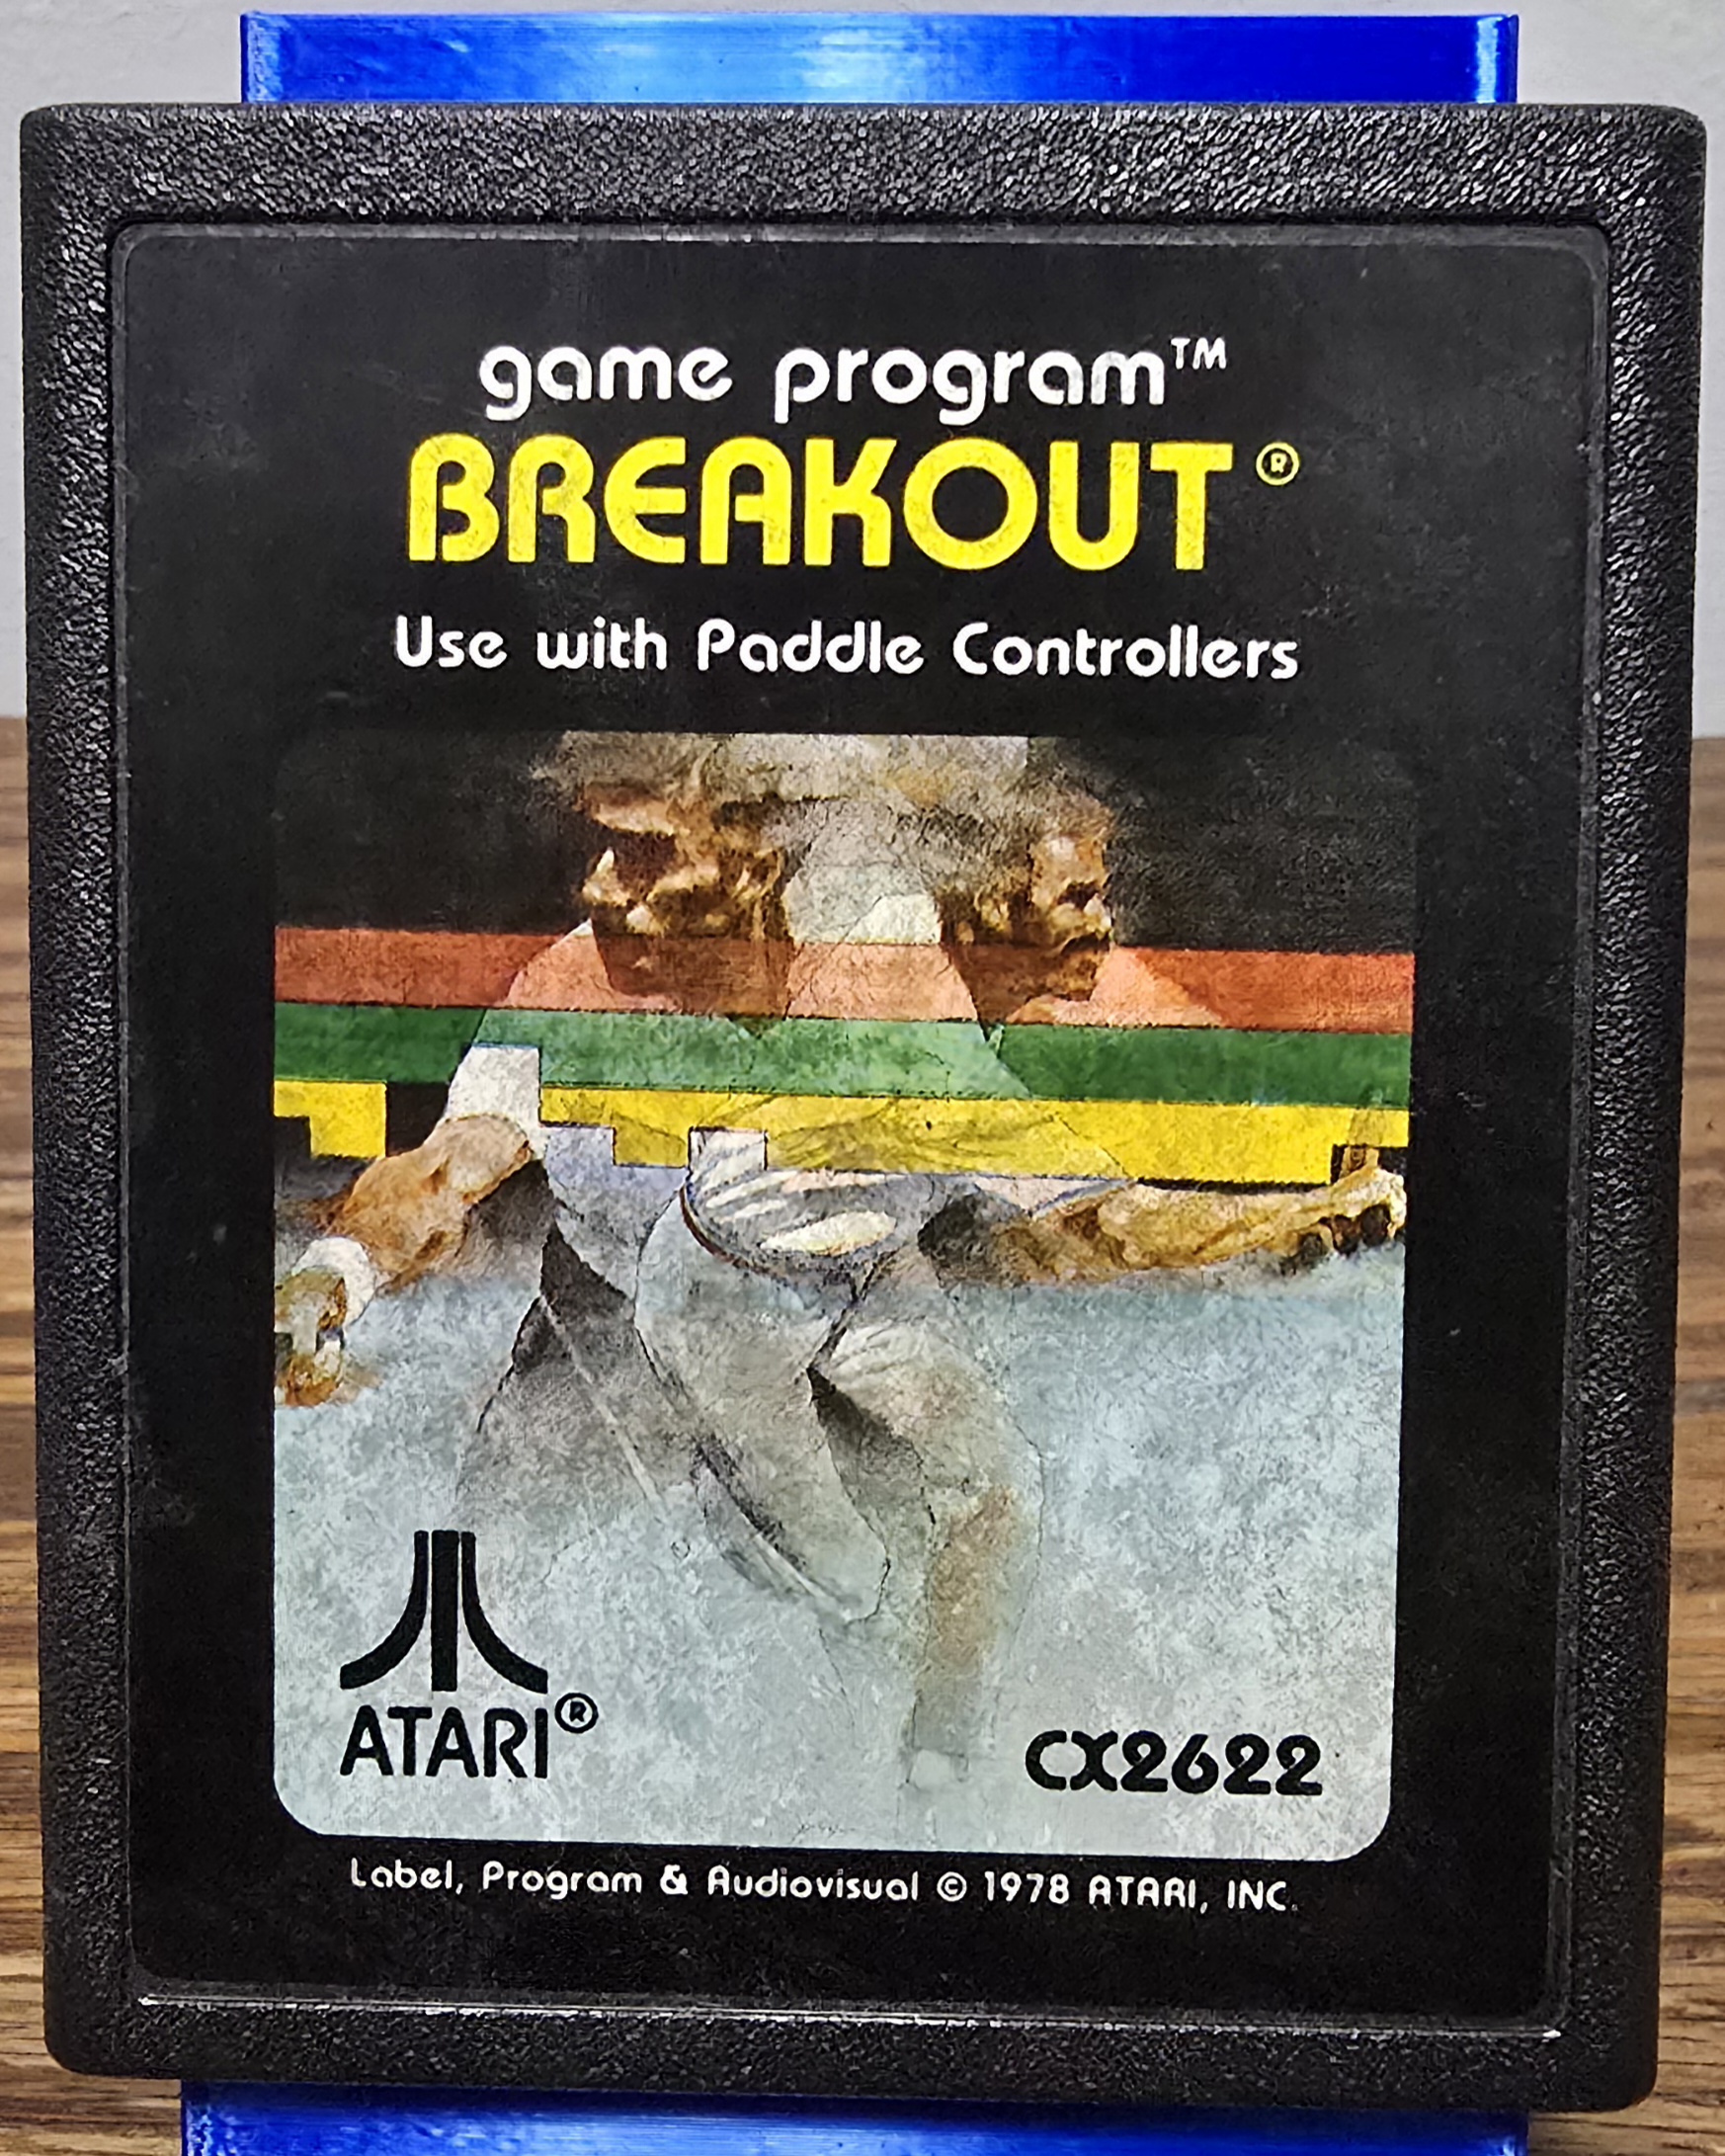 game program™
BREAKOUT®
Use with Paddle Controllers
ATARI®
CX2622
Label, Program & Audiovisual © 1978 ATARI, INC.